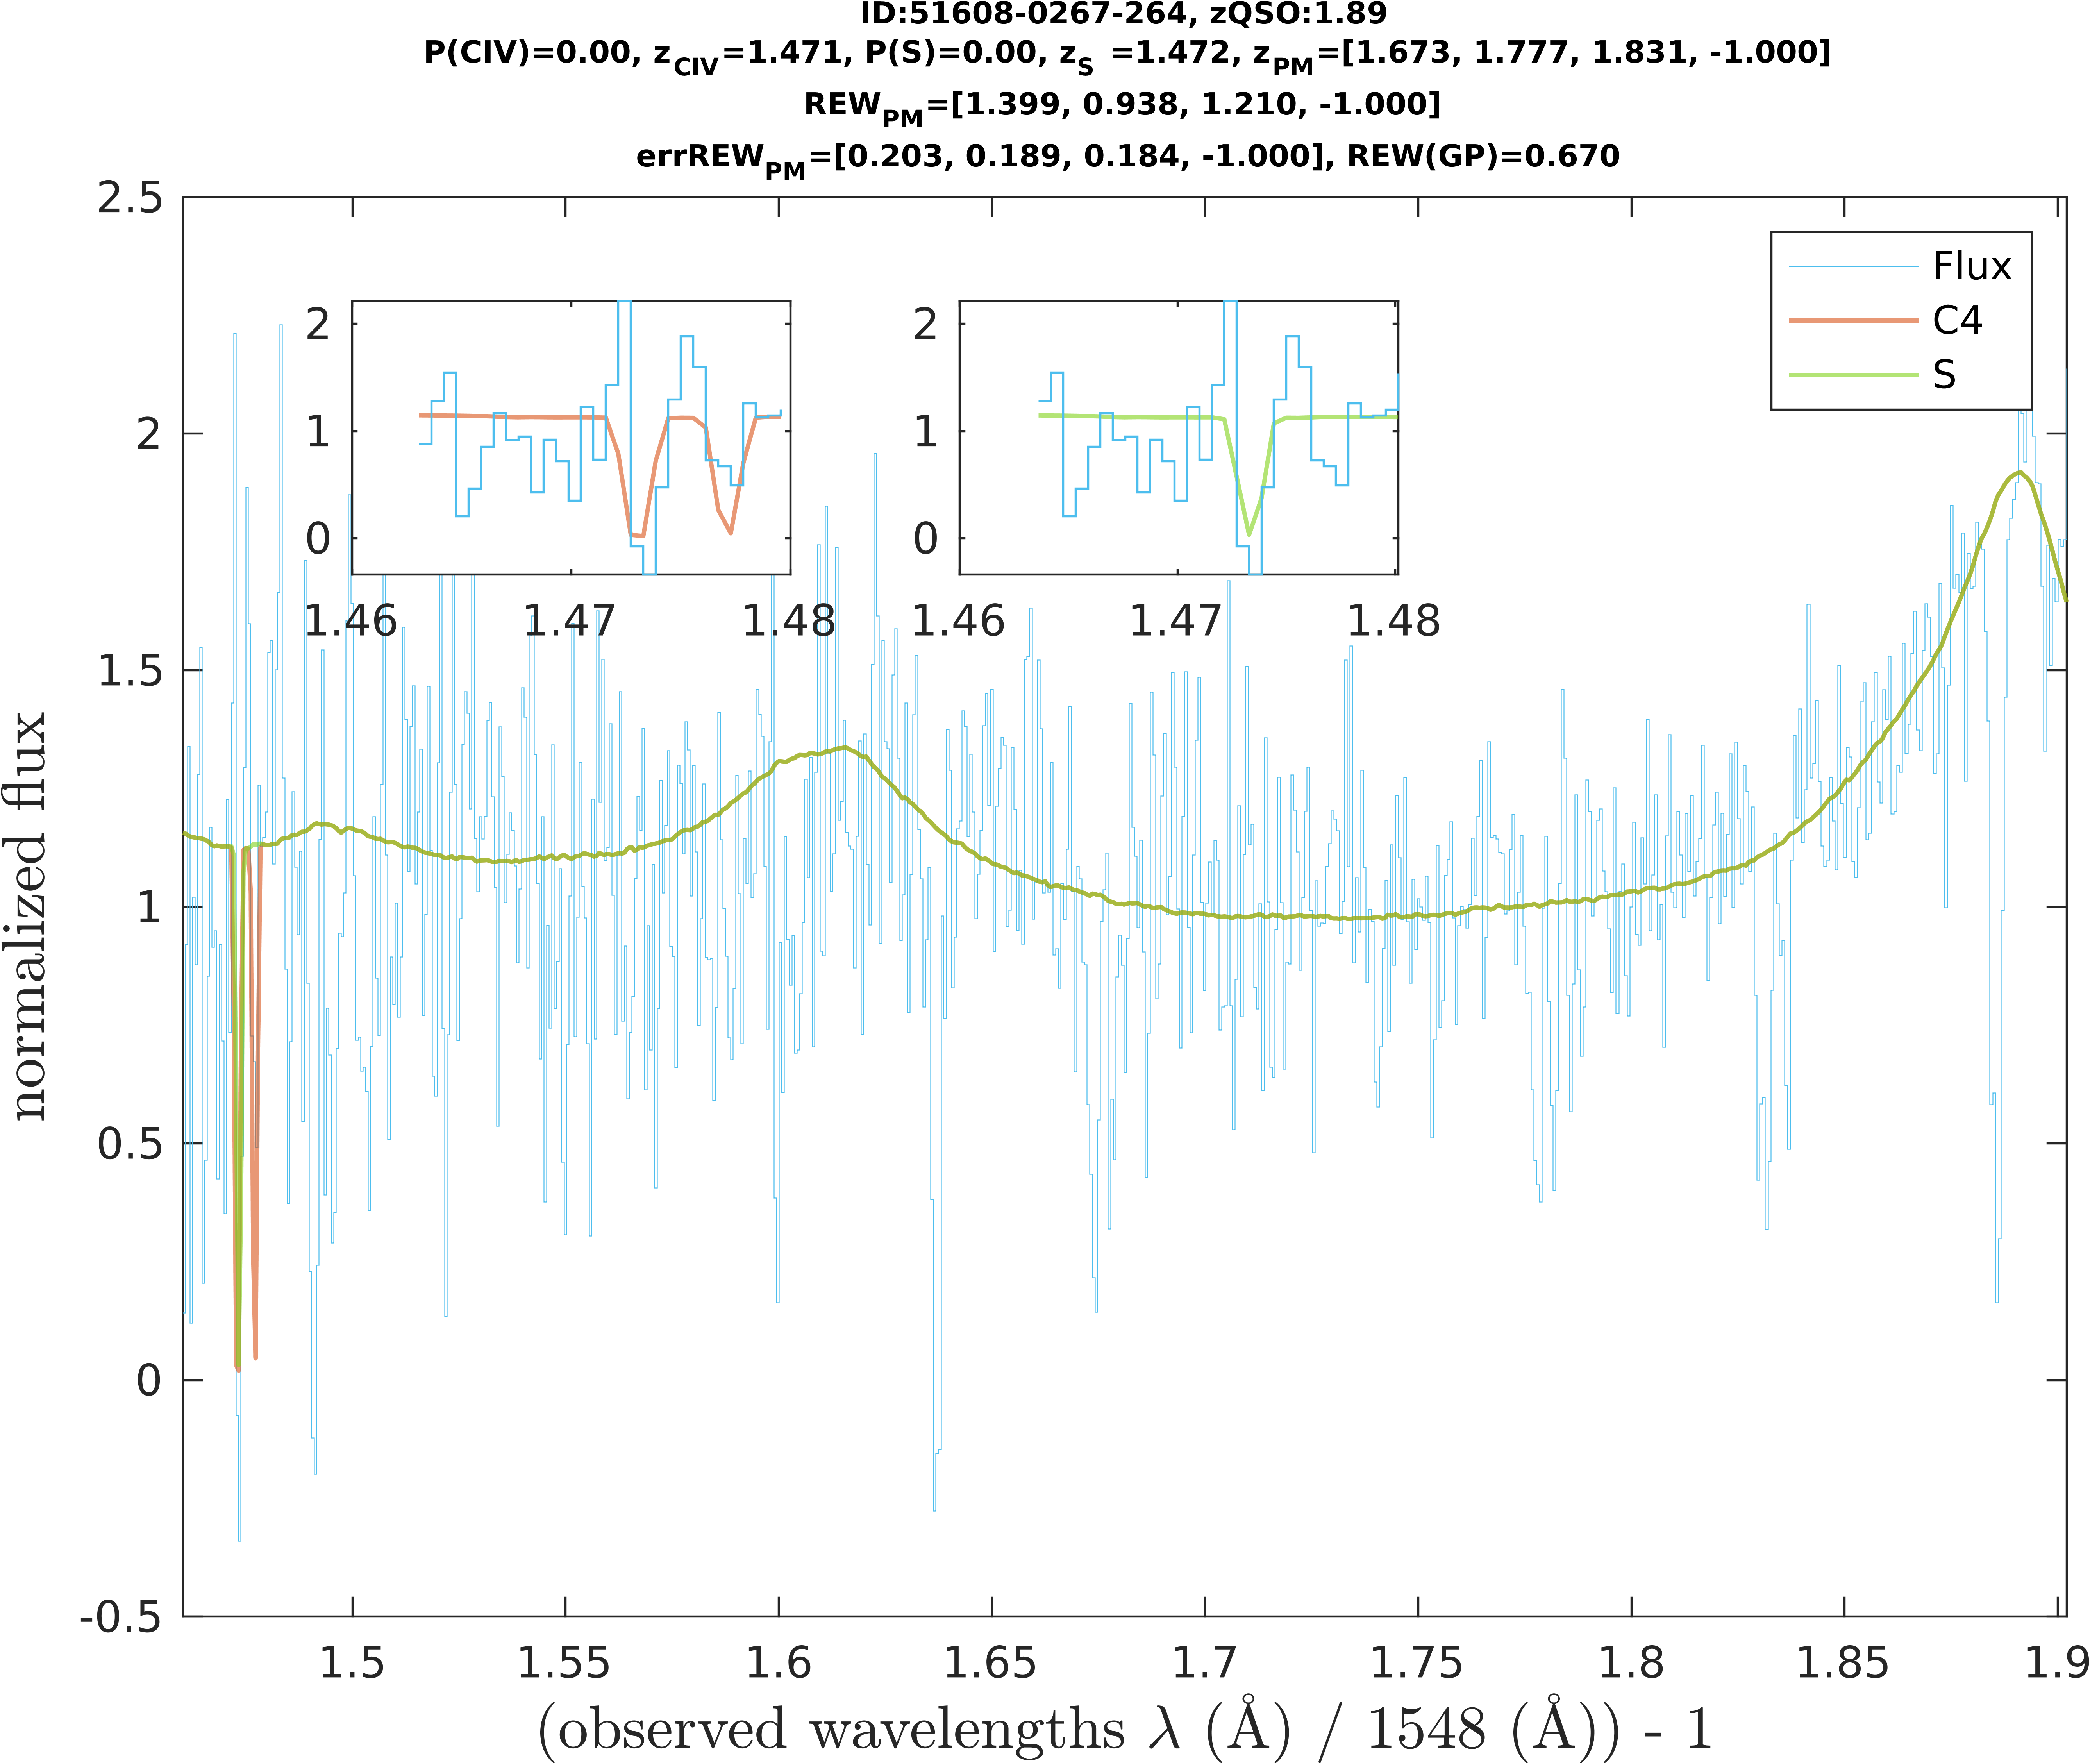 ID:51608-0267-264, zQSO:1.89
P(CIV)=0.00, zCIV=1.471, P(S)=0.00, zS =1.472, zPM=[1.673, 1.777, 1.831, -1.000]
REWPM=[1.399, 0.938, 1.210, -1.000]
errREWPM=[0.203, 0.189, 0.184, -1.000], REW(GP)=0.670
2.5
2
1.5
1
0.5
0
-0.5
normalized flux
2
1
0
1.46 1.47 1.48
2
1
0
1.46 1.47 1.48
Flux
C4
S
1.5 1.55 1.6 1.65 1.7 1.75 1.8 1.85 1.9
(observed wavelengths λ (Å) / 1548 (Å)) - 1